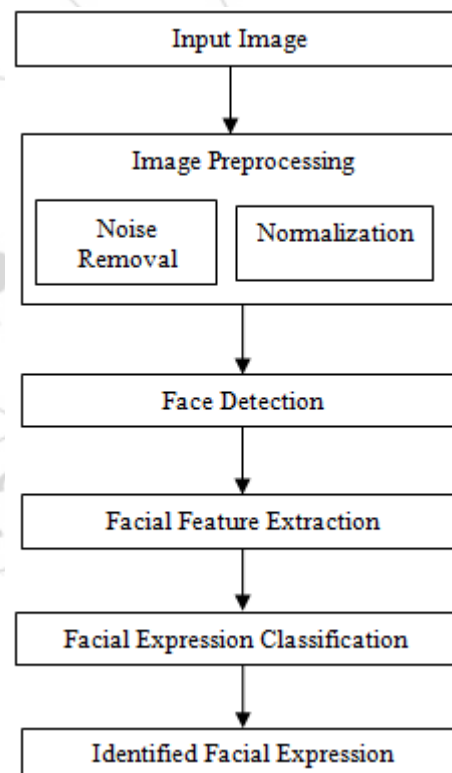 Input Image
Image Preprocessing
Noise
Removal
Normalization
Face Detection
Facial Feature Extraction
Facial Expression Classification
Identified Facial Expression